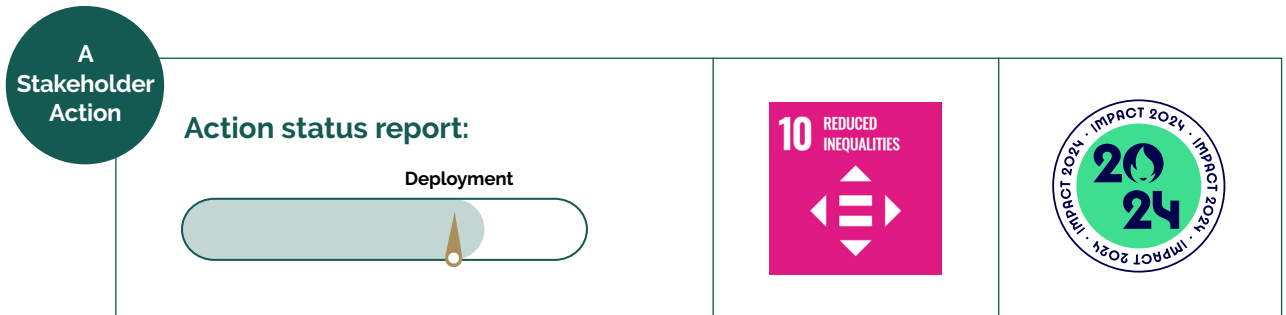 A
Stakeholder
Action
Action status report:
Deployment
10 REDUCED
INEQUALITIES
IMPACT 2024 · IMPACT 2024 · IMPACT 2024 · IMPACT 2024 ·
20
24